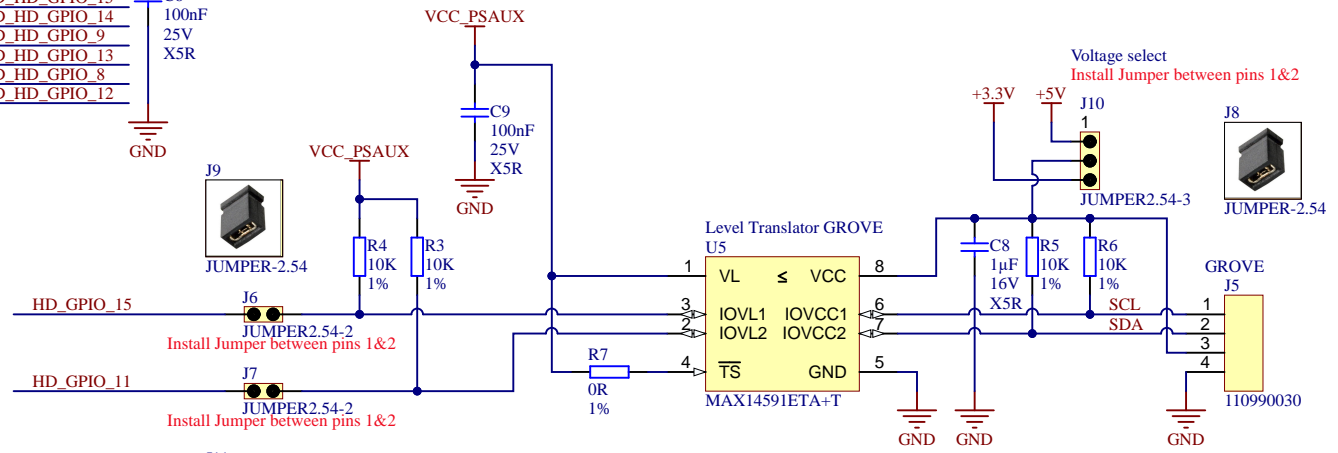 HD_GPIO_14
HD_GPIO_9
HD_GPIO_13
HD_GPIO_8
HD_GPIO_12
100nF
25V
X5R
GND
VCC_PSAUX
C9
100nF
25V
X5R
GND
VCC_PSAUX
J9
JUMPER-2.54
R4
10K
1%
R3
10K
1%
HD_GPIO_15
J6
JUMPER2.54-2
Install Jumper between pins 1&2
HD_GPIO_11
J7
JUMPER2.54-2
Install Jumper between pins 1&2
R7
0R
1%
Level Translator GROVE
U5
1 VL ≤ VCC 8
3 IOVL1 IOVCC1 6
2 IOVL2 IOVCC2 7
4 TS GND 5
MAX14591ETA+T
GND
Voltage select
Install Jumper between pins 1&2
+3.3V
+5V
J10
1
JUMPER2.54-3
J8
JUMPER-2.54
C8
1µF
16V
X5R
GND
R5
10K
1%
R6
10K
1%
SCL
SDA
GROVE
J5
1
2
3
4
110990030
GND